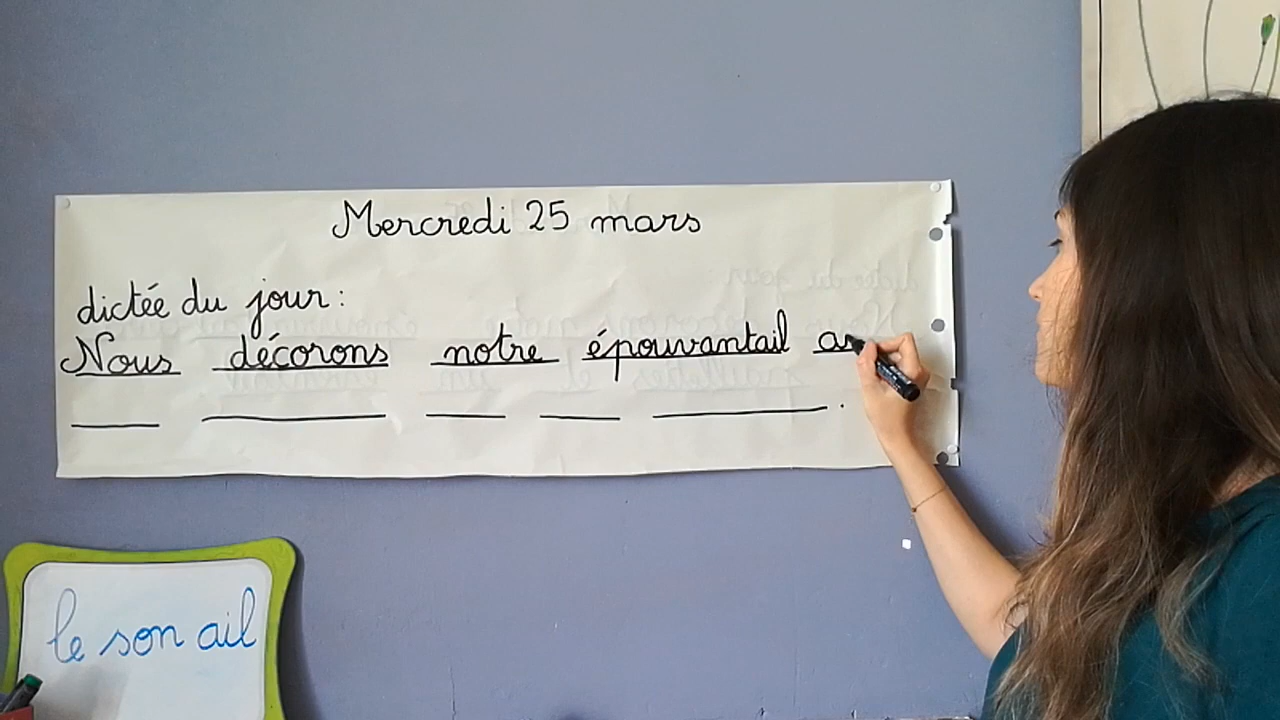 Mercredi 25 mars
dictée du jour :
Nous décorons notre épouvantail
.
le son ail